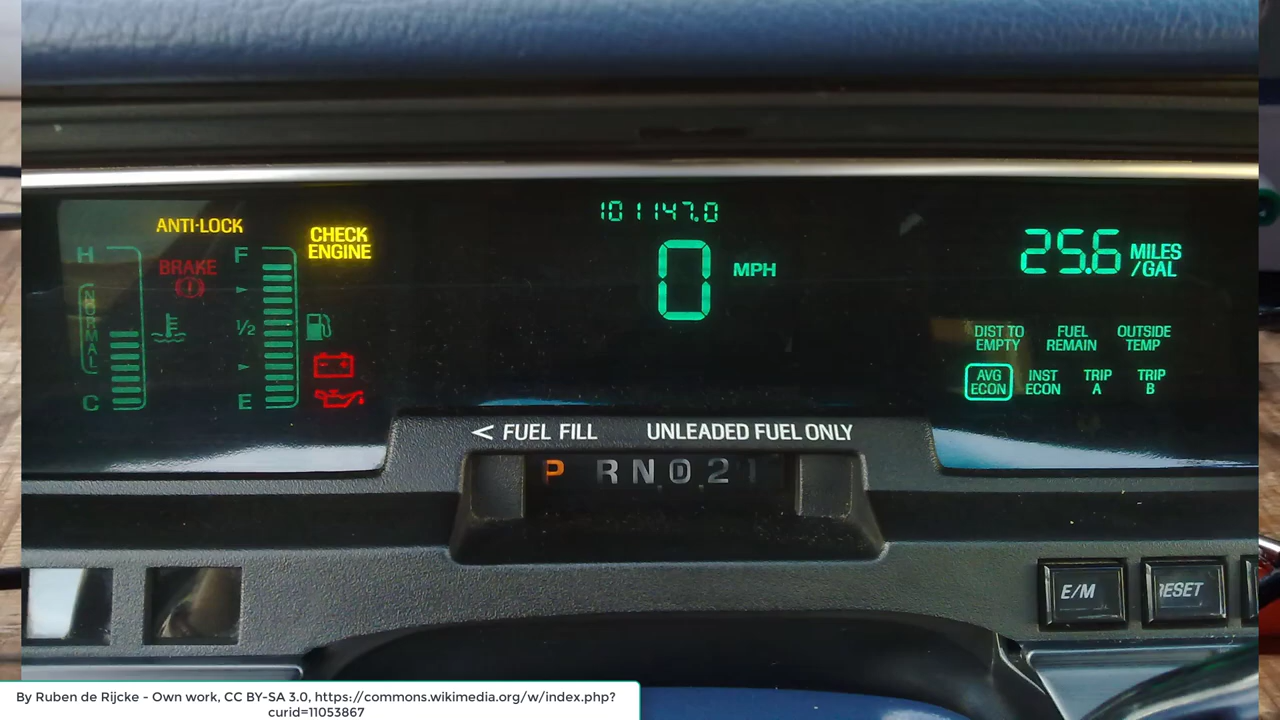 ANTI-LOCK
CHECK
ENGINE
H
BRAKE
F
NORMAL
1/2
C
E
101147.0
0 MPH
25.6 MILES
/GAL
DIST TO
EMPTY
FUEL
REMAIN
OUTSIDE
TEMP
AVG
ECON
INST
ECON
TRIP
A
TRIP
B
< FUEL FILL UNLEADED FUEL ONLY
P R N D 2 1
E/M
RESET
By Ruben de Rijcke - Own work, CC BY-SA 3.0, https://commons.wikimedia.org/w/index.php?
curid=11053867